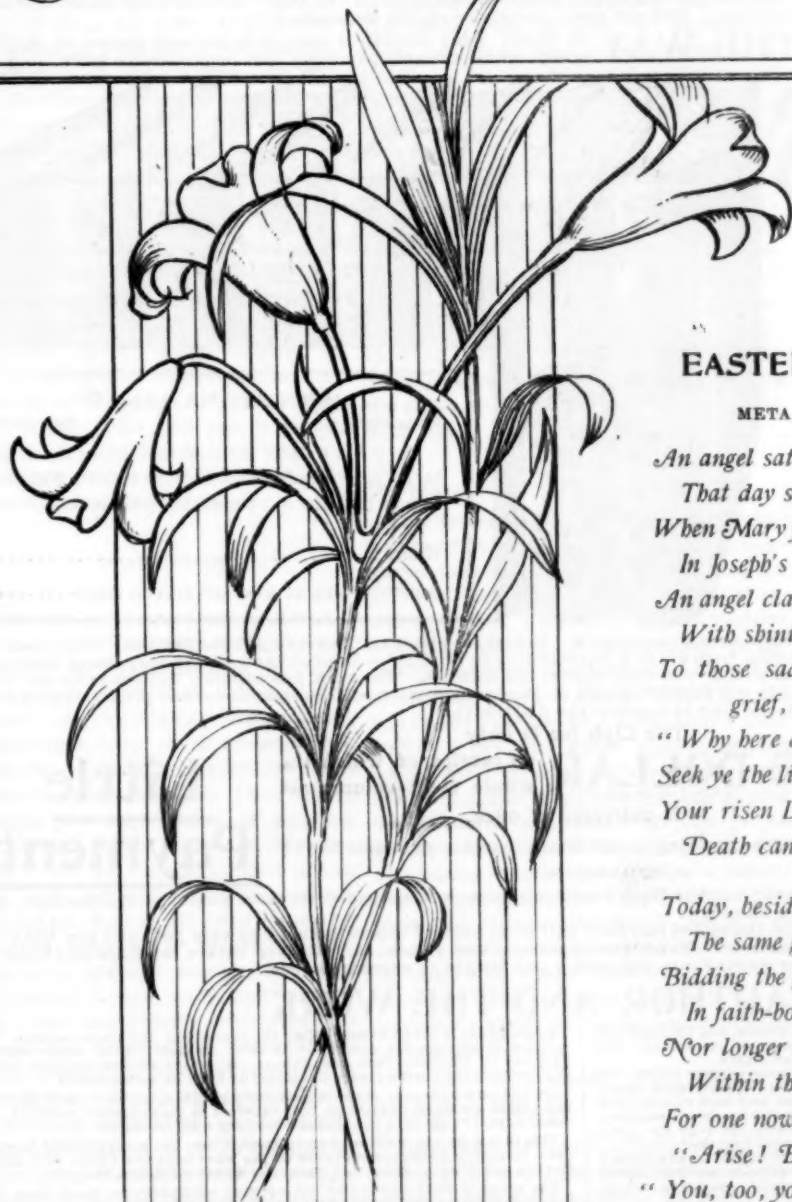 EASTE
META
An angel sat
That day s
When Mary
In Joseph's
An angel cla
With shini
To those sad
grief,
"Why here
Seek ye the li
Your risen L
Death can
Today, besid
The same
Bidding the
In faith-bo
Nor longer
Within th
For one now
"Arise!
"You, too, yo